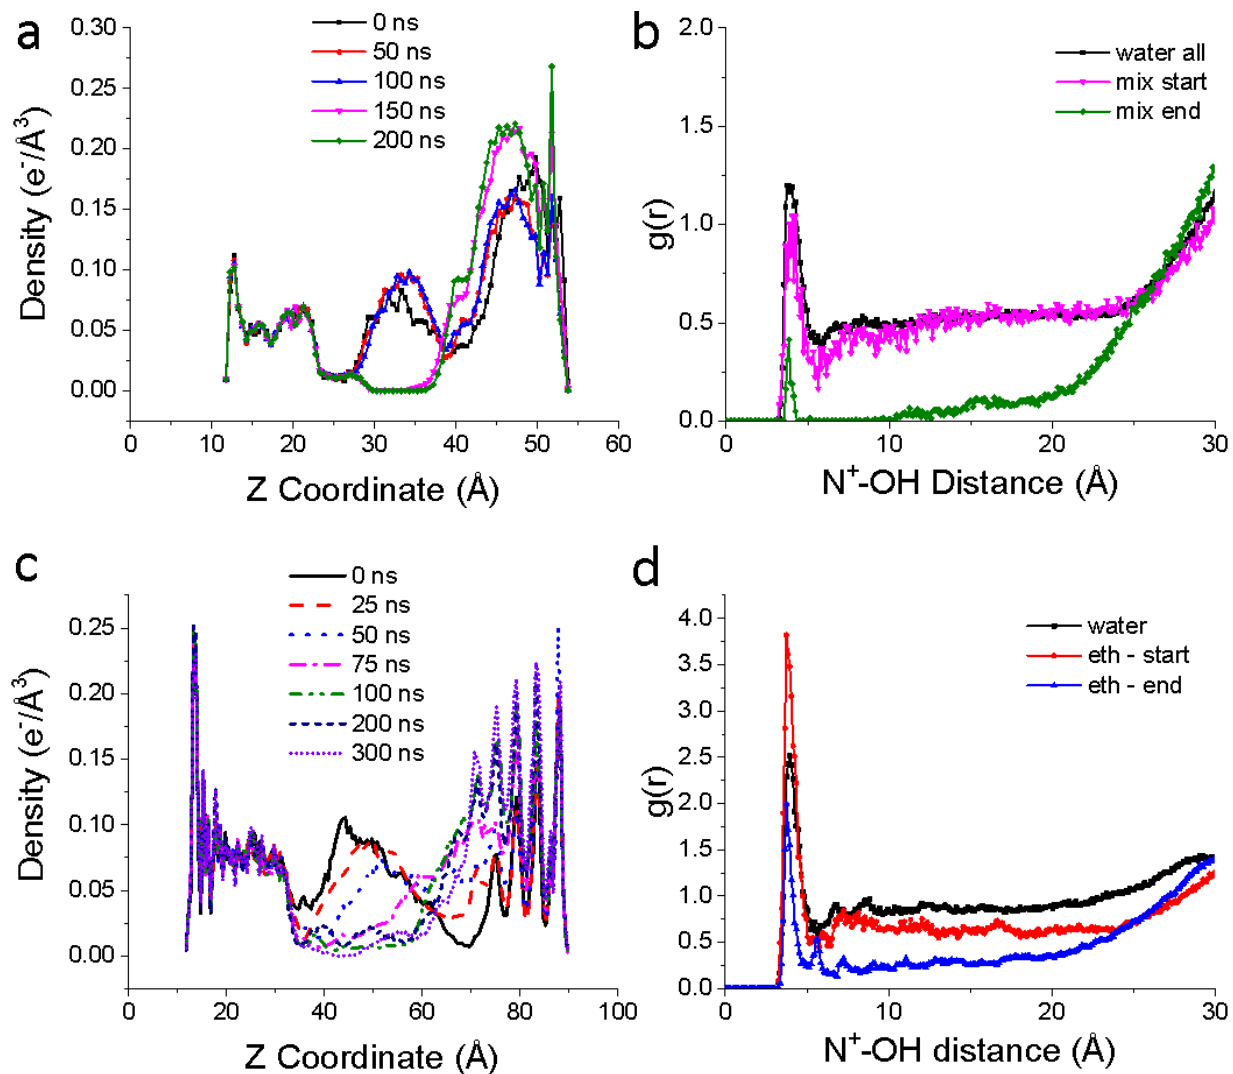 a
0 ns
50 ns
100 ns
150 ns
200 ns
0.30
0.25
0.20
0.15
0.10
0.05
0.00
0 10 20 30 40 50 60
Density (e⁻/Å³)
Z Coordinate (Å)
b
water all
mix start
mix end
2.0
1.5
1.0
0.5
0.0
0 10 20 30
g(r)
N⁺-OH Distance (Å)
c
0 ns
25 ns
50 ns
75 ns
100 ns
200 ns
300 ns
0.25
0.20
0.15
0.10
0.05
0.00
0 20 40 60 80 100
Density (e⁻/Å³)
Z Coordinate (Å)
d
water
eth - start
eth - end
4.0
3.5
3.0
2.5
2.0
1.5
1.0
0.5
0.0
0 10 20 30
g(r)
N⁺-OH distance (Å)